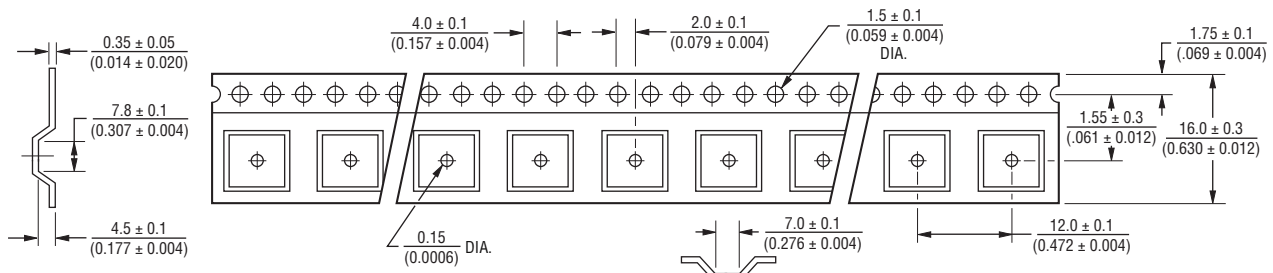 0.35 ± 0.05
(0.014 ± 0.020)
4.0 ± 0.1
(0.157 ± 0.004)
2.0 ± 0.1
(0.079 ± 0.004)
1.5 ± 0.1
(0.059 ± 0.004)
DIA.
1.75 ± 0.1
(.069 ± 0.004)
7.8 ± 0.1
(0.307 ± 0.004)
1.55 ± 0.3
(.061 ± 0.012)
16.0 ± 0.3
(0.630 ± 0.012)
4.5 ± 0.1
(0.177 ± 0.004)
0.15
(0.0006)
DIA.
7.0 ± 0.1
(0.276 ± 0.004)
12.0 ± 0.1
(0.472 ± 0.004)